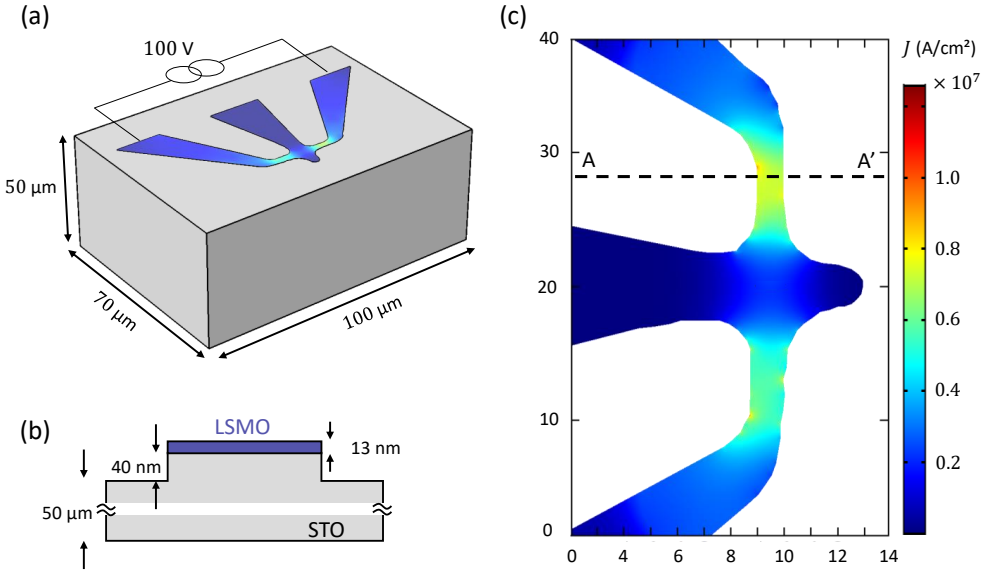 (a)
100 V
50 μm
70 μm
100 μm
(b)
LSMO
13 nm
40 nm
50 μm
STO
(c)
J (A/cm²)
× 10⁷
1.0
0.8
0.6
0.4
0.2
A
A’
40
30
20
10
0
0
4
6
8
10
12
14